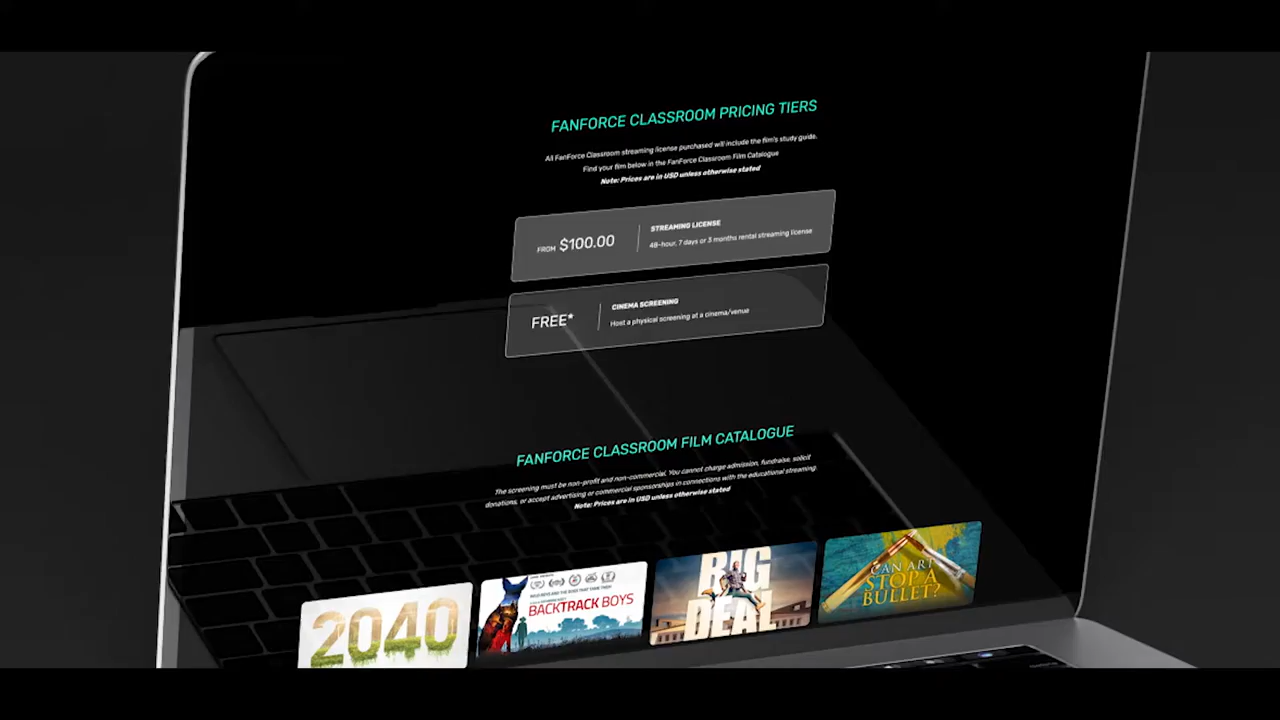 FANFORCE CLASSROOM PRICING TIERS
All FanForce Classroom streaming license purchased will include the film's study guide.
Find your film below in the FanForce Classroom Film Catalogue
Note: Prices are in USD unless otherwise stated
FROM $100.00
STREAMING LICENSE
48-hour, 7 days or 3 months rental streaming license
FREE*
CINEMA SCREENING
Host a physical screening at a cinema/venue
FANFORCE CLASSROOM FILM CATALOGUE
The screening must be non-profit and non-commercial. You cannot charge admission, fundraise, solicit
donations, or accept advertising or commercial sponsorships in connections with the educational streaming.
Note: Prices are in USD unless otherwise stated
2040
BACKTRACK BOYS
BIG
DEAL
CAN ART
STOP A
BULLET?